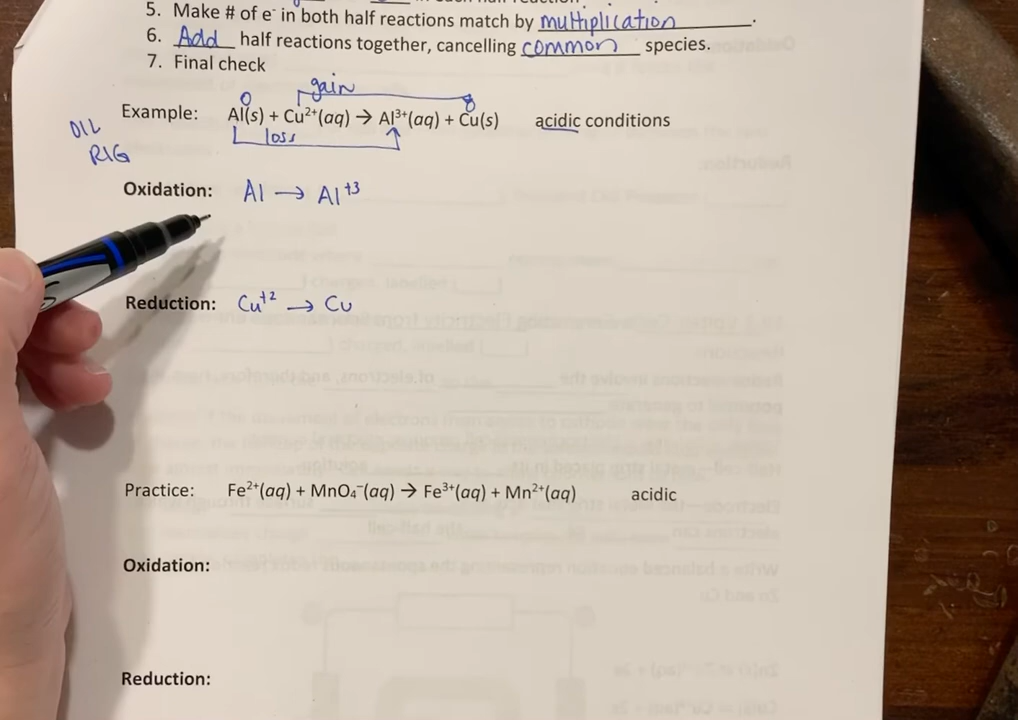 5. Make # of e⁻ in both half reactions match by multiplication.
6. Add half reactions together, cancelling common species.
7. Final check
gain
0 0
Example: Al(s) + Cu²⁺(aq) → Al³⁺(aq) + Cu(s) acidic conditions
OIL
loss
RIG
Oxidation: Al → Al⁺³
Reduction: Cu⁺² → Cu
Practice: Fe²⁺(aq) + MnO₄⁻(aq) → Fe³⁺(aq) + Mn²⁺(aq) acidic
Oxidation:
Reduction: